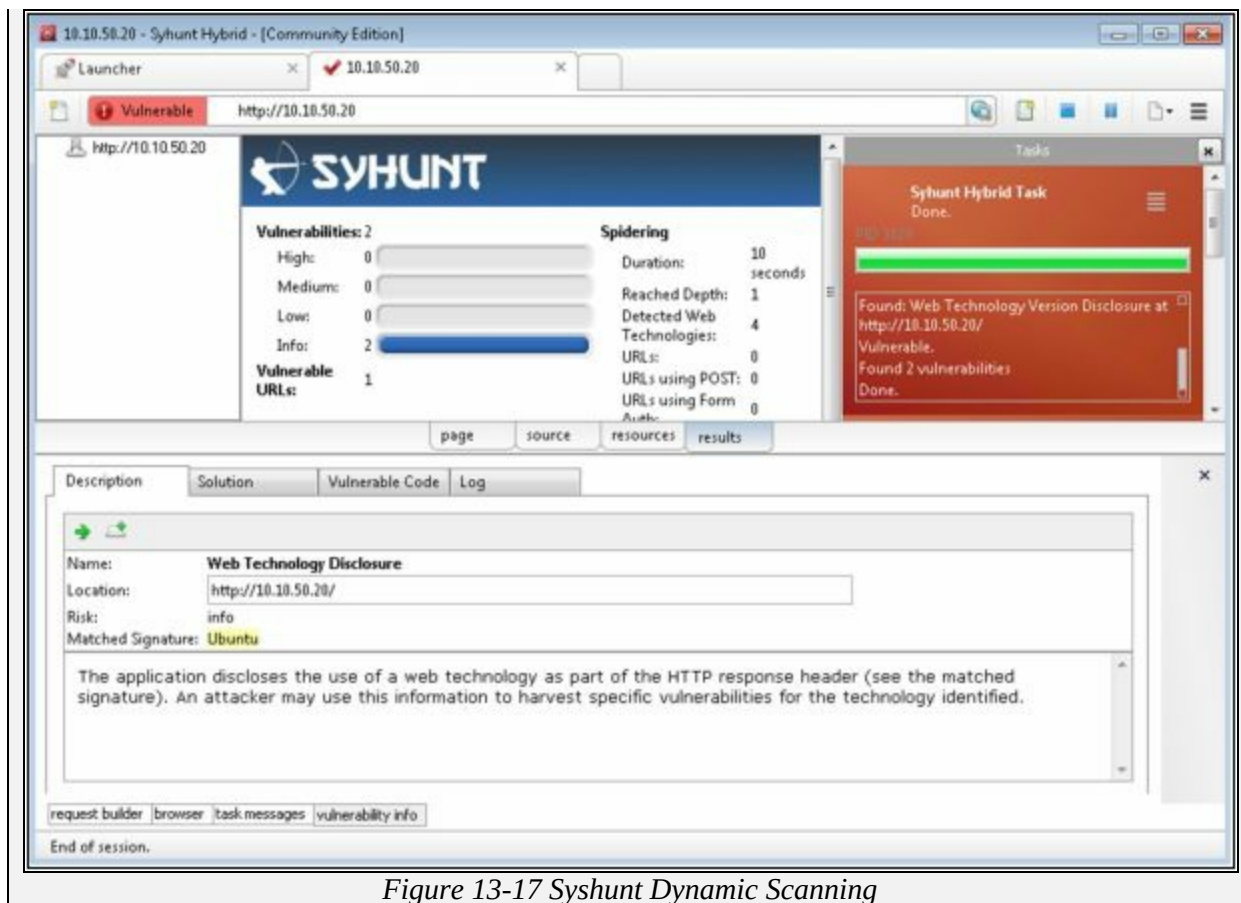 10.10.50.20 - Syhunt Hybrid - [Community Edition]
Launcher
10.10.50.20
Vulnerable
http://10.10.50.20
http://10.10.50.20
SYHUNT
Vulnerabilities: 2
High: 0
Medium: 0
Low: 0
Info: 2
Vulnerable
URLs: 1
Spidering
Duration: 10 seconds
Reached Depth: 1
Detected Web
Technologies: 4
URLs: 0
URLs using POST: 0
URLs using Form
Auth: 0
Tasks
Syhunt Hybrid Task
Done.
Found: Web Technology Version Disclosure at
http://10.10.50.20/
Vulnerable.
Found 2 vulnerabilities
Done.
page source resources results
Description Solution Vulnerable Code Log
Name: Web Technology Disclosure
Location: http://10.10.50.20/
Risk: info
Matched Signature: Ubuntu
The application discloses the use of a web technology as part of the HTTP response header (see the matched
signature). An attacker may use this information to harvest specific vulnerabilities for the technology identified.
request builder browser task messages vulnerability info
End of session.
Figure 13-17 Syshunt Dynamic Scanning